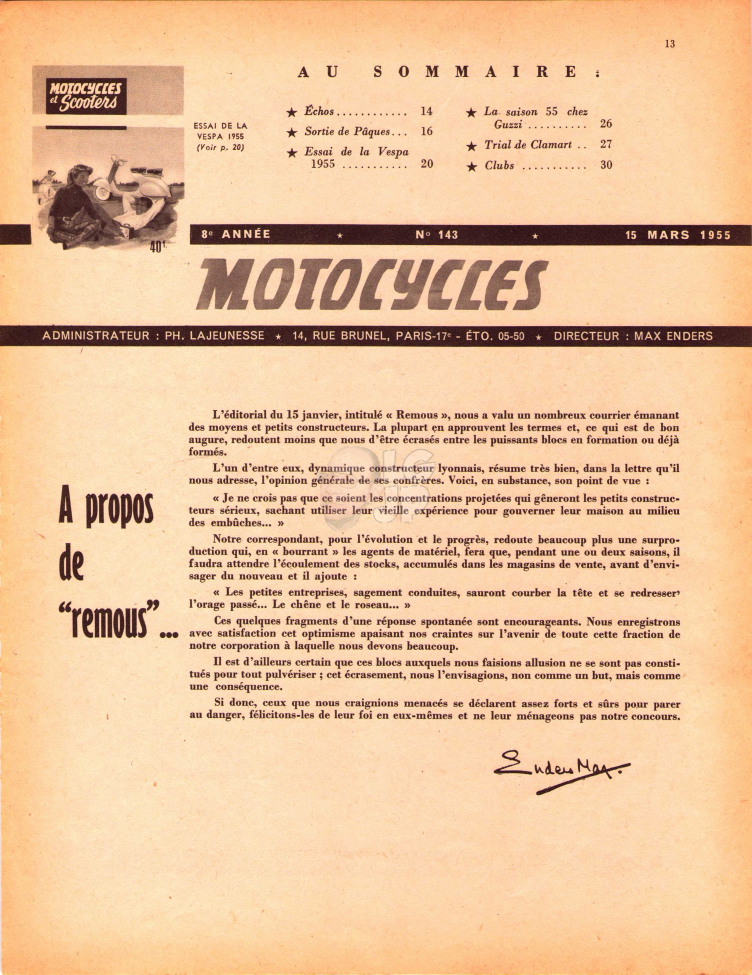 13
AU SOMMAIRE :
MOTOCYCLES
et Scooters
40f.
ESSAI DE LA
VESPA 1955
(Voir p. 20)
★ Échos ............ 14
★ Sortie de Pâques... 16
★ Essai de la Vespa
1955 ........... 20
★ La saison 55 chez
Guzzi .......... 26
★ Trial de Clamart .. 27
★ Clubs ........... 30
8e ANNÉE ★ No 143 ★ 15 MARS 1955
MOTOCYCLES
ADMINISTRATEUR : PH. LAJEUNESSE ★ 14, RUE BRUNEL, PARIS-17e - ÉTO. 05-50 ★ DIRECTEUR : MAX ENDERS
A propos
de
“remous”...
L'éditorial du 15 janvier, intitulé « Remous », nous a valu un nombreux courrier émanant
des moyens et petits constructeurs. La plupart en approuvent les termes et, ce qui est de bon
augure, redoutent moins que nous d'être écrasés entre les puissants blocs en formation ou déjà
formés.
L'un d'entre eux, dynamique constructeur lyonnais, résume très bien, dans la lettre qu'il
nous adresse, l'opinion générale de ses confrères. Voici, en substance, son point de vue :
« Je ne crois pas que ce soient les concentrations projetées qui gêneront les petits construc-
teurs sérieux, sachant utiliser leur vieille expérience pour gouverner leur maison au milieu
des embûches... »
Notre correspondant, pour l'évolution et le progrès, redoute beaucoup plus une surpro-
duction qui, en « bourrant » les agents de matériel, fera que, pendant une ou deux saisons, il
faudra attendre l'écoulement des stocks, accumulés dans les magasins de vente, avant d'envi-
sager du nouveau et il ajoute :
« Les petites entreprises, sagement conduites, sauront courber la tête et se redresser,
l'orage passé... Le chêne et le roseau... »
Ces quelques fragments d'une réponse spontanée sont encourageants. Nous enregistrons
avec satisfaction cet optimisme apaisant nos craintes sur l'avenir de toute cette fraction de
notre corporation à laquelle nous devons beaucoup.
Il est d'ailleurs certain que ces blocs auxquels nous faisions allusion ne se sont pas consti-
tués pour tout pulvériser ; cet écrasement, nous l'envisagions, non comme un but, mais comme
une conséquence.
Si donc, ceux que nous craignions menacés se déclarent assez forts et sûrs pour parer
au danger, félicitons-les de leur foi en eux-mêmes et ne leur ménageons pas notre concours.
Enders Max.